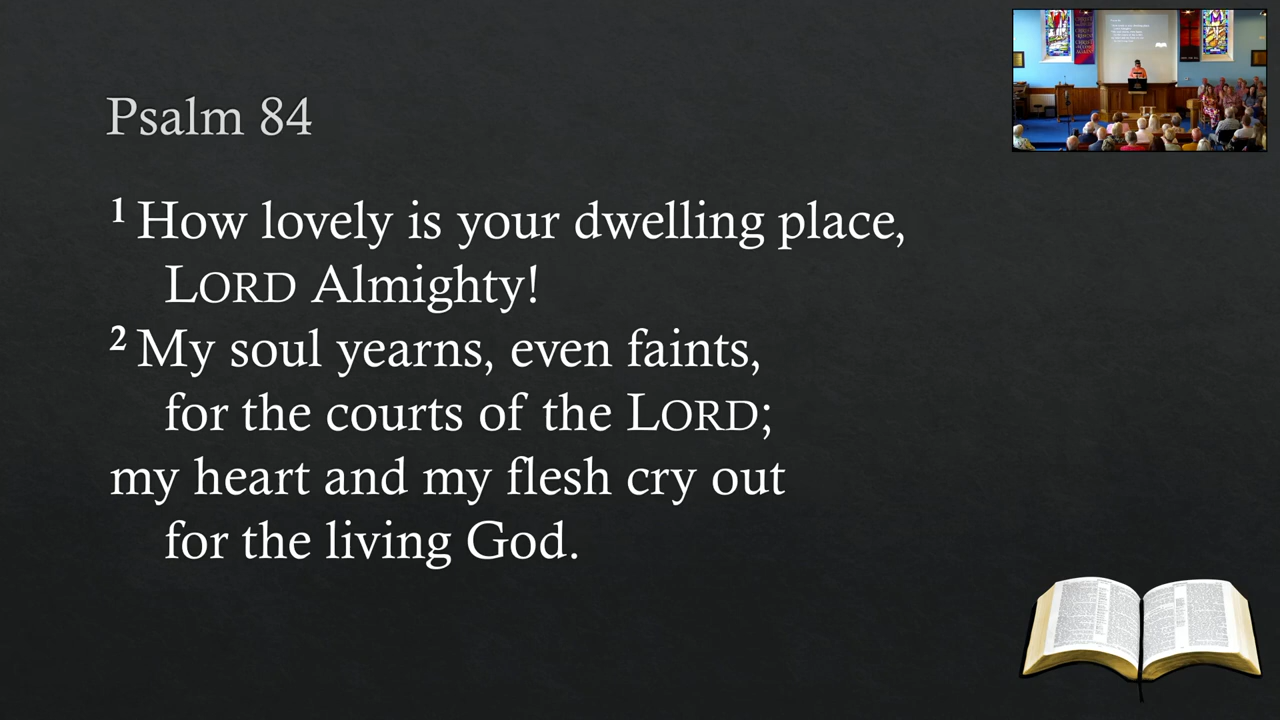 Psalm 84
1 How lovely is your dwelling place,
LORD Almighty!
2 My soul yearns, even faints,
for the courts of the LORD;
my heart and my flesh cry out
for the living God.